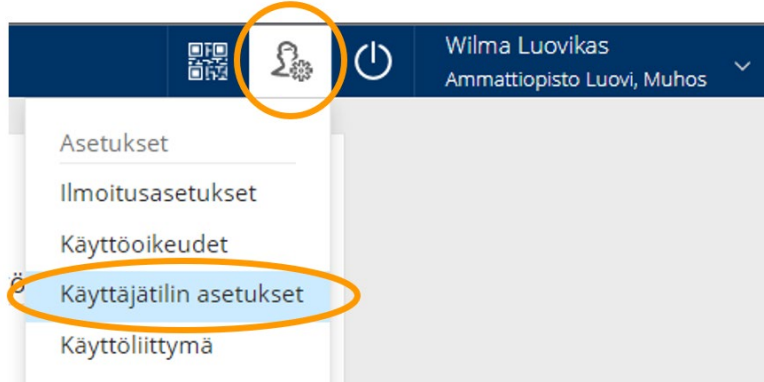 Wilma Luovikas
Ammattiopisto Luovi, Muhos
Asetukset
Ilmoitusasetukset
Käyttöoikeudet
Ö
Käyttäjätilin asetukset
Käyttöliittymä